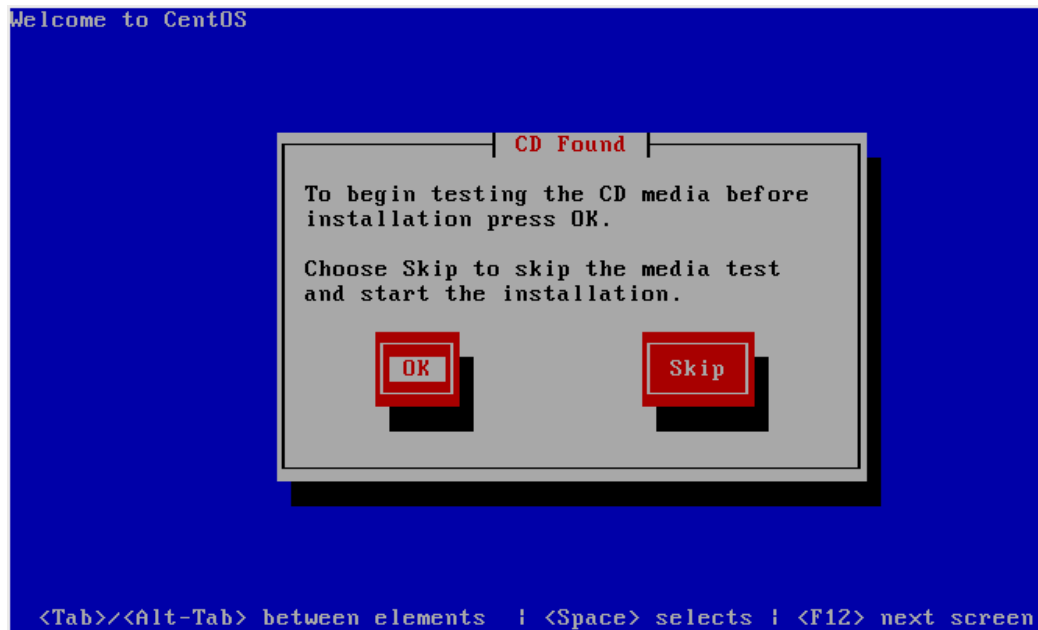 Welcome to CentOS
CD Found
To begin testing the CD media before
installation press OK.
Choose Skip to skip the media test
and start the installation.
OK Skip
<Tab>/<Alt-Tab> between elements | <Space> selects | <F12> next screen